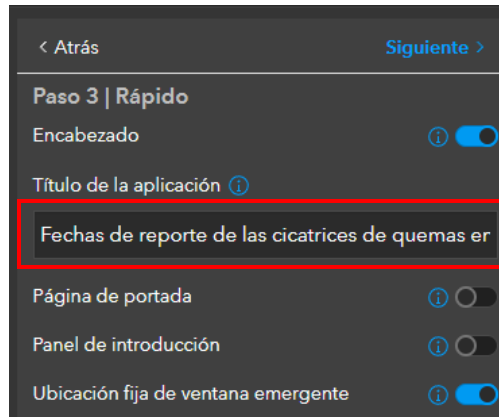 < Atrás Siguiente >
Paso 3 | Rápido
Encabezado
Título de la aplicación
Fechas de reporte de las cicatrices de quemas er
Página de portada
Panel de introducción
Ubicación fija de ventana emergente